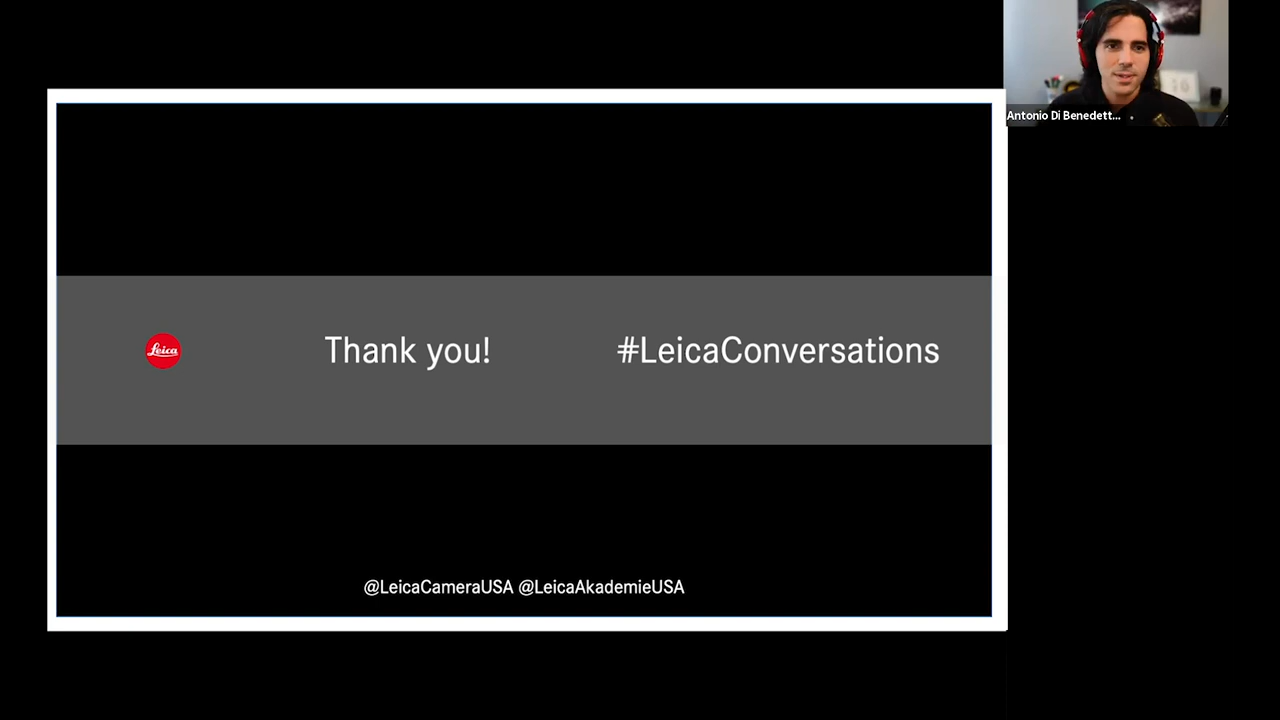 Antonio Di Benedett...
Leica
Thank you!
#LeicaConversations
@LeicaCameraUSA @LeicaAkademieUSA